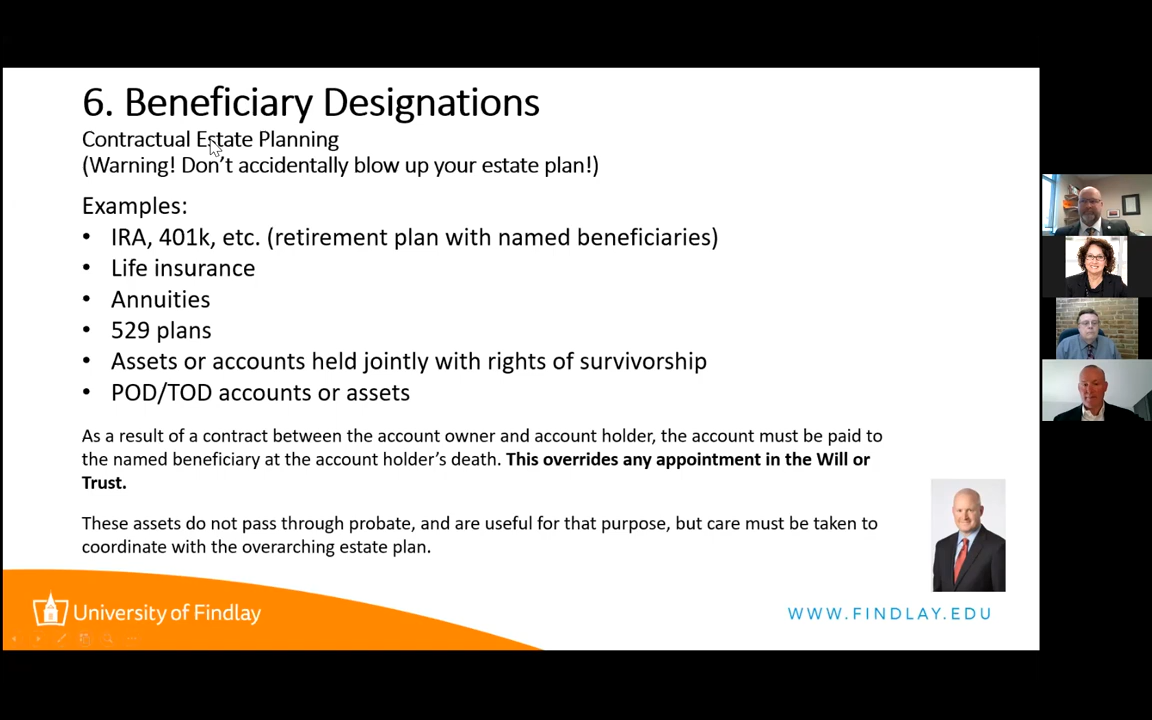 6. Beneficiary Designations
Contractual Estate Planning
(Warning! Don't accidentally blow up your estate plan!)
Examples:
• IRA, 401k, etc. (retirement plan with named beneficiaries)
• Life insurance
• Annuities
• 529 plans
• Assets or accounts held jointly with rights of survivorship
• POD/TOD accounts or assets
As a result of a contract between the account owner and account holder, the account must be paid to
the named beneficiary at the account holder's death. This overrides any appointment in the Will or
Trust.
These assets do not pass through probate, and are useful for that purpose, but care must be taken to
coordinate with the overarching estate plan.
University of Findlay
WWW.FINDLAY.EDU